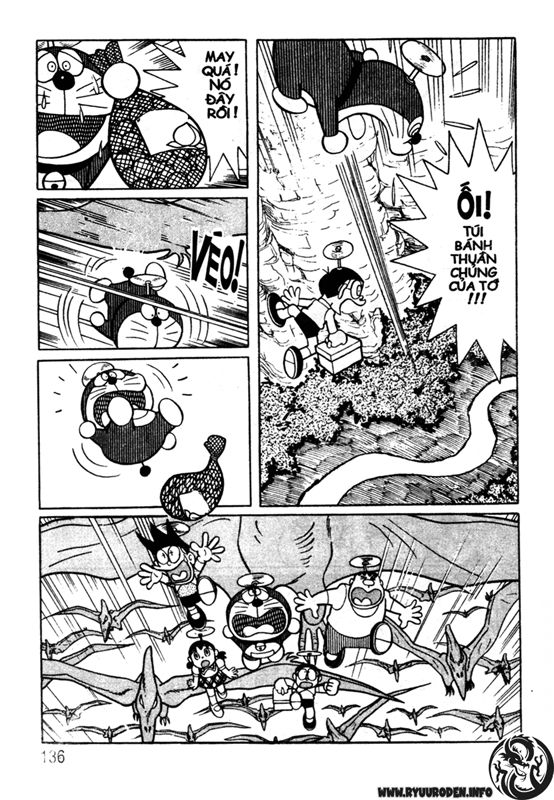 ỐI!
TÚI
BÁNH
THUẦN
CHỦNG
CỦA TỚ
!!!
MAY
QUÁ!
NÓ
ĐÂY
RỒI!
VÈO!
136
WWW.RYUURODEN.INFO